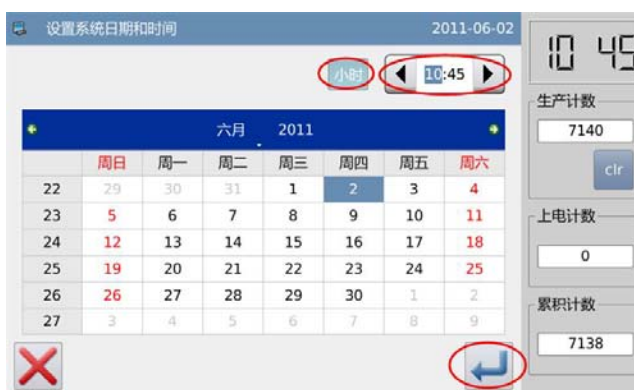 设置系统日期和时间 2011-06-02
小时 10:45
六月 2011
周日 周一 周二 周三 周四 周五 周六
22 29 30 31 1 2 3 4
23 5 6 7 8 9 10 11
24 12 13 14 15 16 17 18
25 19 20 21 22 23 24 25
26 26 27 28 29 30 1 2
27 3 4 5 6 7 8 9
10 45
生产计数
7140
clr
上电计数
0
累积计数
7138